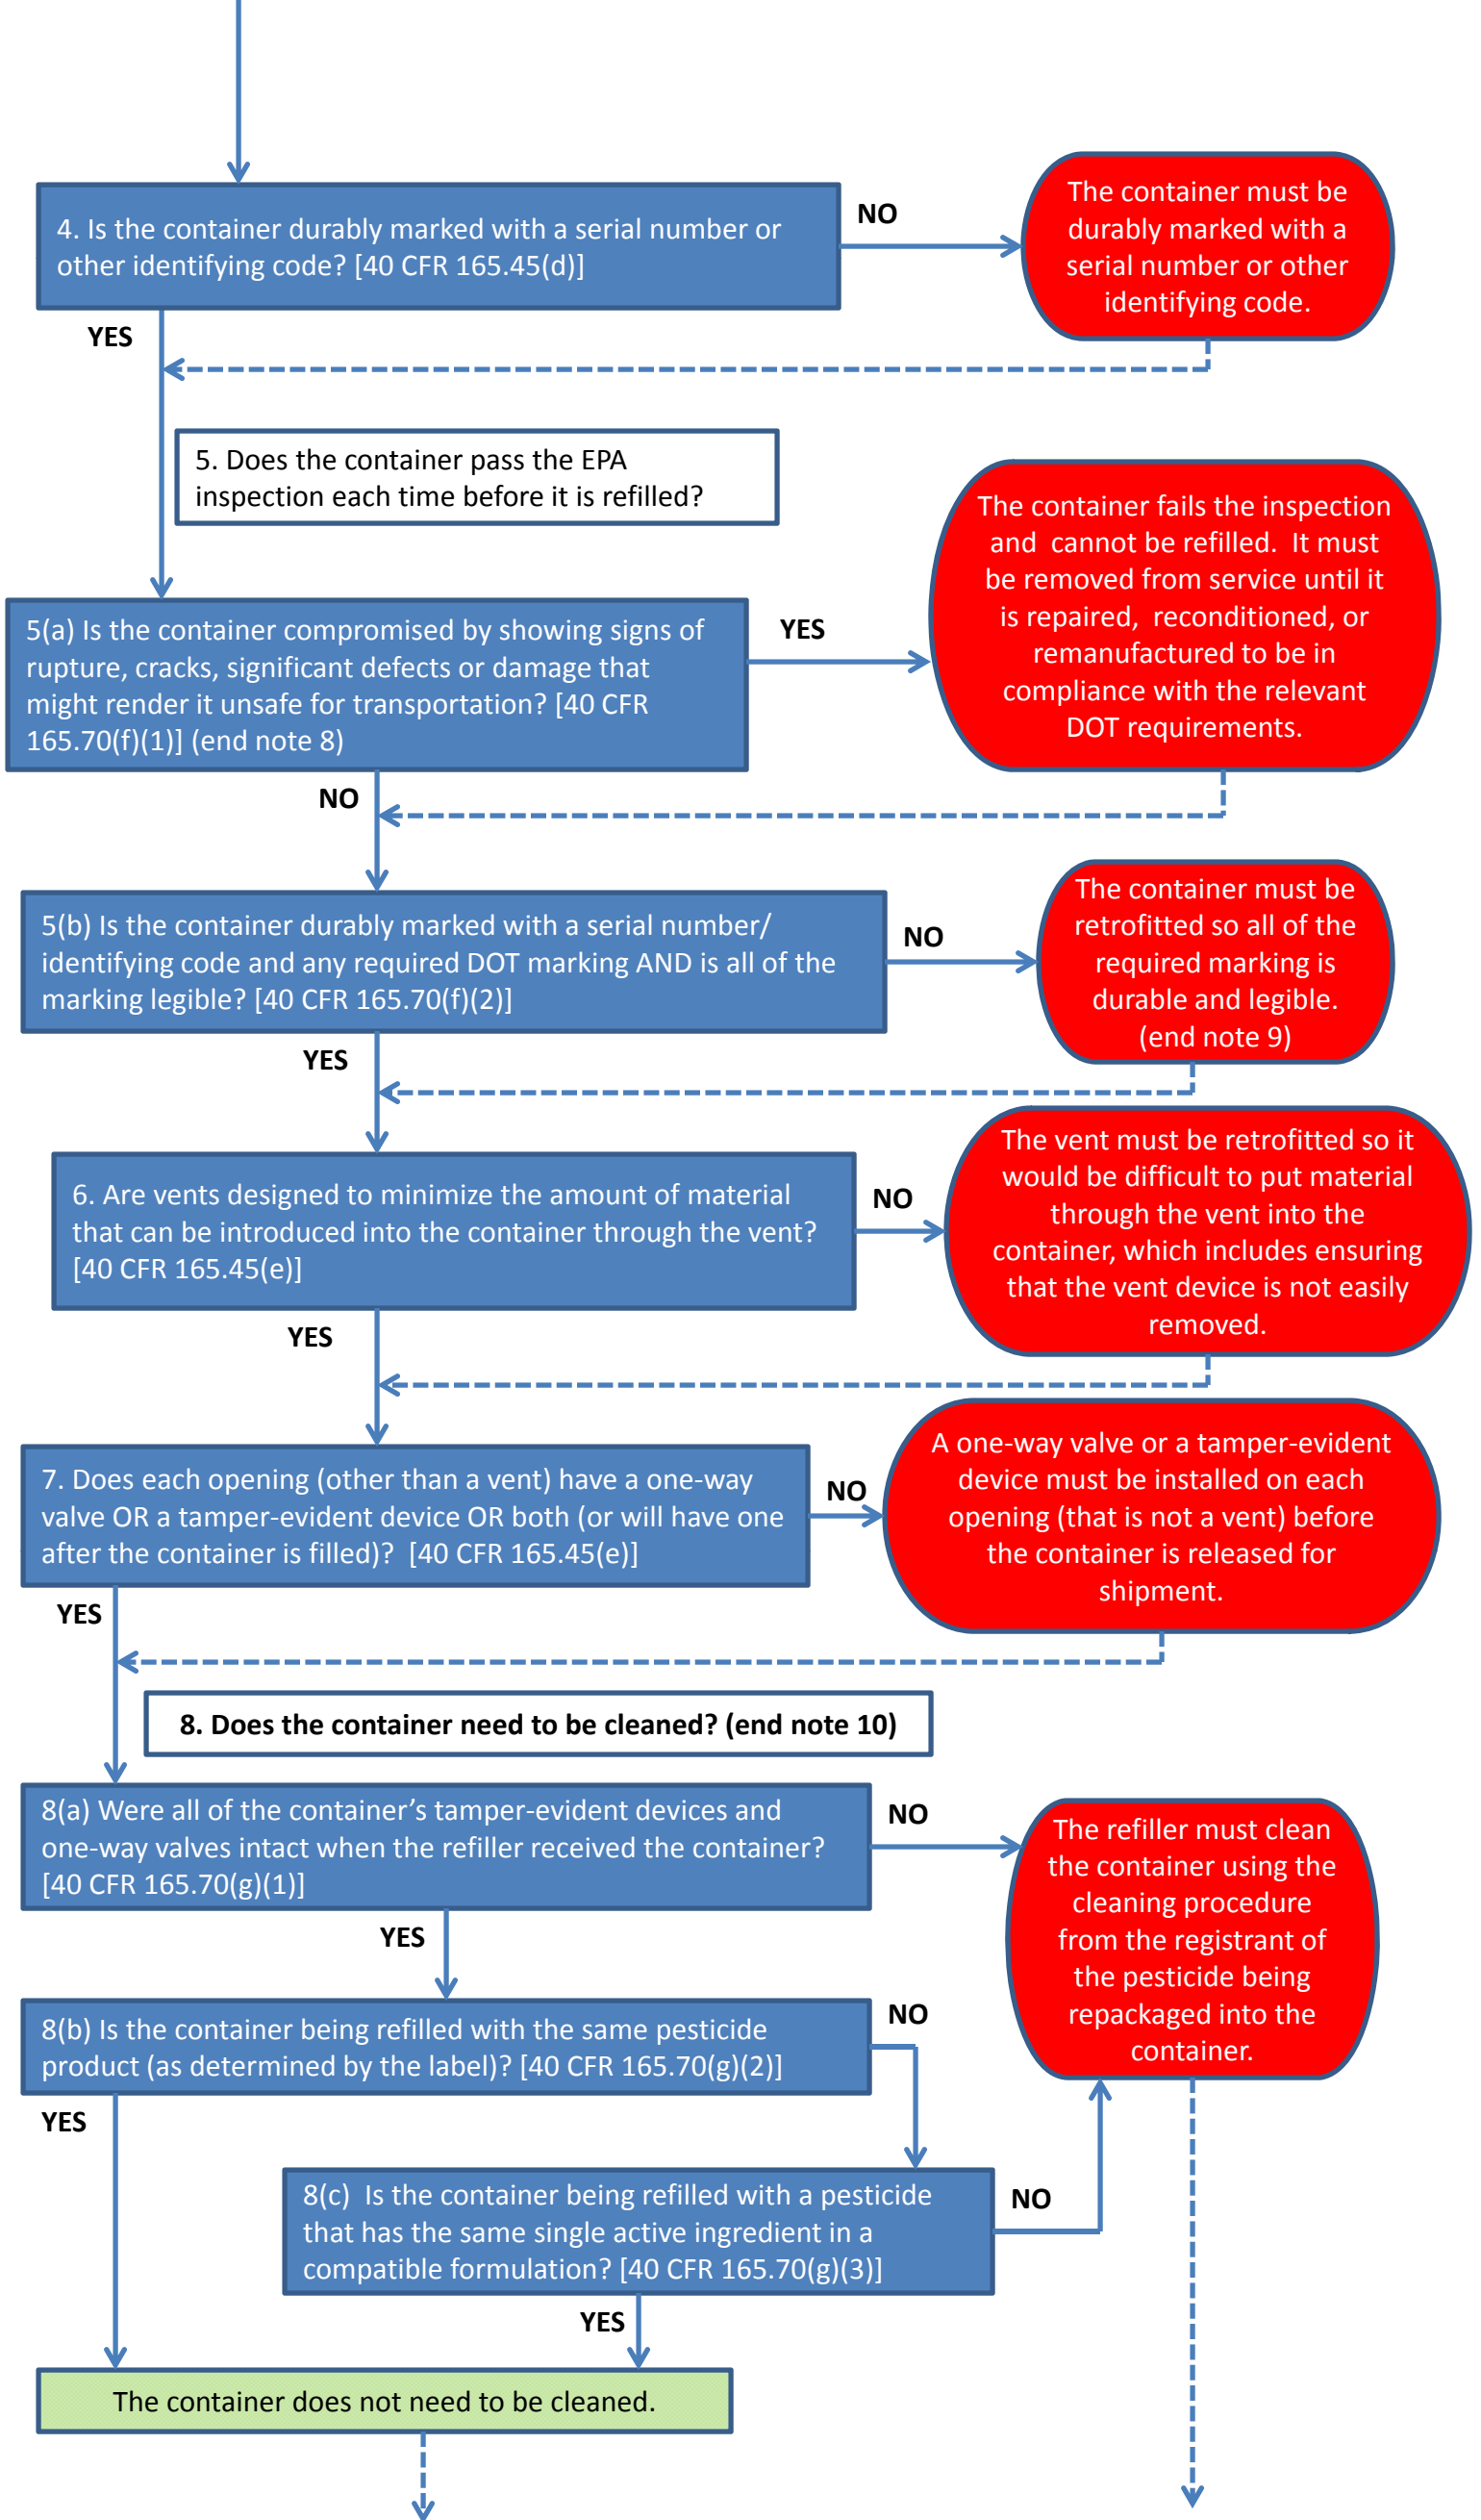 4. Is the container durably marked with a serial number or
other identifying code? [40 CFR 165.45(d)]
NO
The container must be
durably marked with a
serial number or other
identifying code.
YES
5. Does the container pass the EPA
inspection each time before it is refilled?
5(a) Is the container compromised by showing signs of
rupture, cracks, significant defects or damage that
might render it unsafe for transportation? [40 CFR
165.70(f)(1)] (end note 8)
YES
The container fails the inspection
and cannot be refilled. It must
be removed from service until it
is repaired, reconditioned, or
remanufactured to be in
compliance with the relevant
DOT requirements.
NO
5(b) Is the container durably marked with a serial number/
identifying code and any required DOT marking AND is all of the
marking legible? [40 CFR 165.70(f)(2)]
NO
The container must be
retrofitted so all of the
required marking is
durable and legible.
(end note 9)
YES
6. Are vents designed to minimize the amount of material
that can be introduced into the container through the vent?
[40 CFR 165.45(e)]
NO
The vent must be retrofitted so it
would be difficult to put material
through the vent into the
container, which includes ensuring
that the vent device is not easily
removed.
YES
7. Does each opening (other than a vent) have a one-way
valve OR a tamper-evident device OR both (or will have one
after the container is filled)? [40 CFR 165.45(e)]
NO
A one-way valve or a tamper-evident
device must be installed on each
opening (that is not a vent) before
the container is released for
shipment.
YES
8. Does the container need to be cleaned? (end note 10)
8(a) Were all of the container's tamper-evident devices and
one-way valves intact when the refiller received the container?
[40 CFR 165.70(g)(1)]
NO
The refiller must clean
the container using the
cleaning procedure
from the registrant of
the pesticide being
repackaged into the
container.
YES
8(b) Is the container being refilled with the same pesticide
product (as determined by the label)? [40 CFR 165.70(g)(2)]
NO
YES
8(c) Is the container being refilled with a pesticide
that has the same single active ingredient in a
compatible formulation? [40 CFR 165.70(g)(3)]
NO
YES
The container does not need to be cleaned.